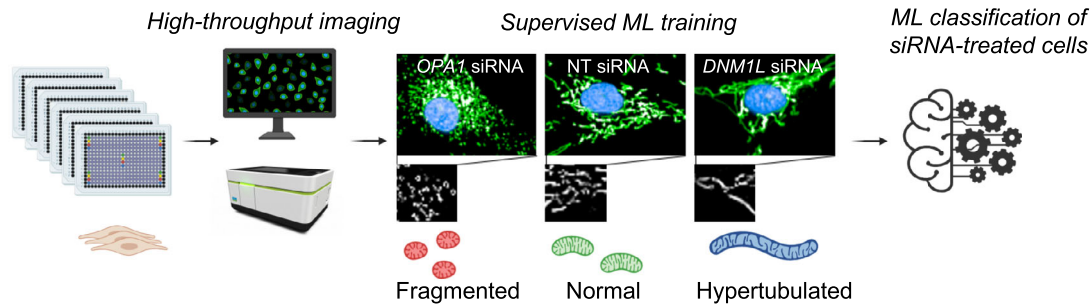 High-throughput imaging
Supervised ML training
ML classification of
siRNA-treated cells
OPA1 siRNA
NT siRNA
DNM1L siRNA
Fragmented
Normal
Hypertubulated